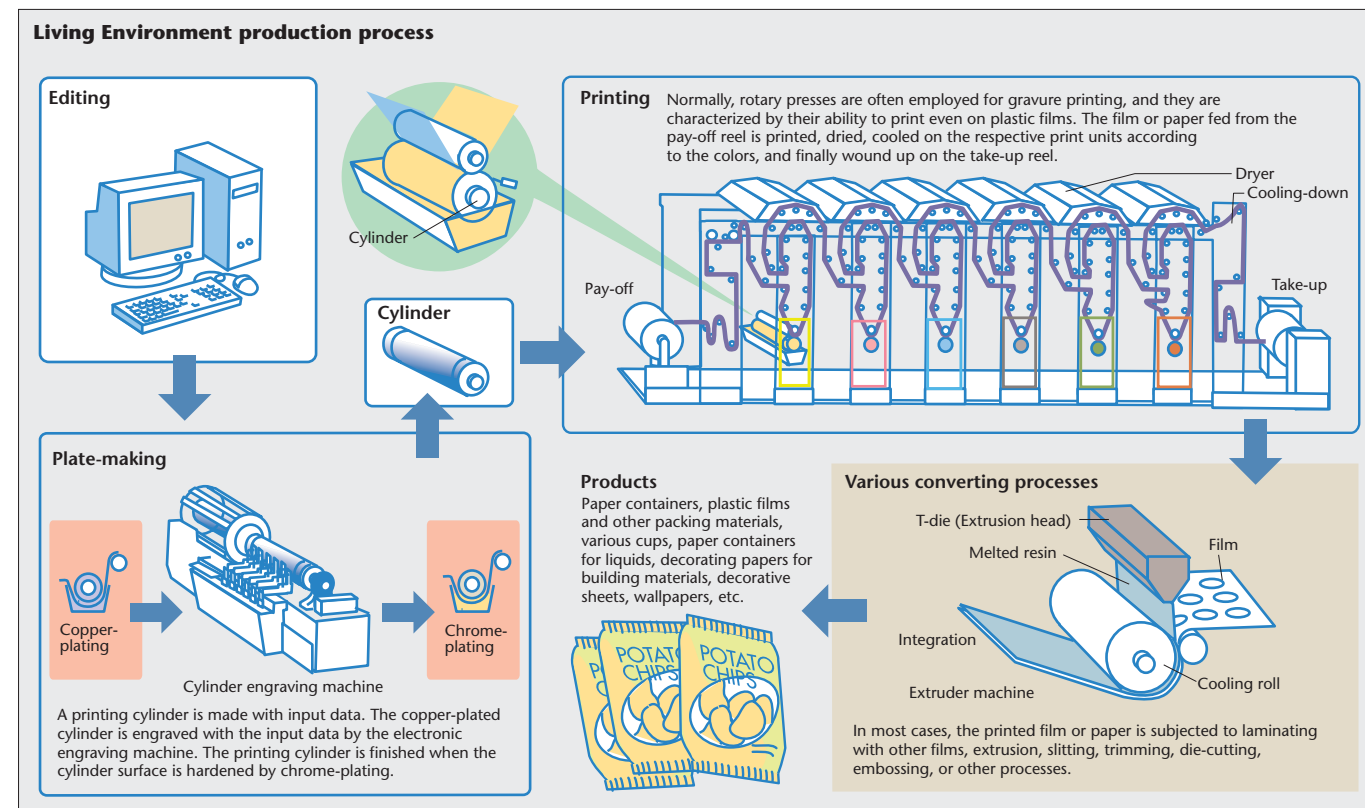 Living Environment production process
Editing
Cylinder
Printing
Normally, rotary presses are often employed for gravure printing, and they are
characterized by their ability to print even on plastic films. The film or paper fed from the
pay-off reel is printed, dried, cooled on the respective print units according
to the colors, and finally wound up on the take-up reel.
Dryer
Cooling-down
Pay-off
Take-up
Cylinder
Plate-making
Copper-
plating
Chrome-
plating
Cylinder engraving machine
A printing cylinder is made with input data. The copper-plated
cylinder is engraved with the input data by the electronic
engraving machine. The printing cylinder is finished when the
cylinder surface is hardened by chrome-plating.
Products
Paper containers, plastic films
and other packing materials,
various cups, paper containers
for liquids, decorating papers for
building materials, decorative
sheets, wallpapers, etc.
P
C
POTATO
CHIPS
POTATO
CHIPS
Various converting processes
T-die (Extrusion head)
Melted resin
Film
Integration
Cooling roll
Extruder machine
In most cases, the printed film or paper is subjected to laminating
with other films, extrusion, slitting, trimming, die-cutting,
embossing, or other processes.